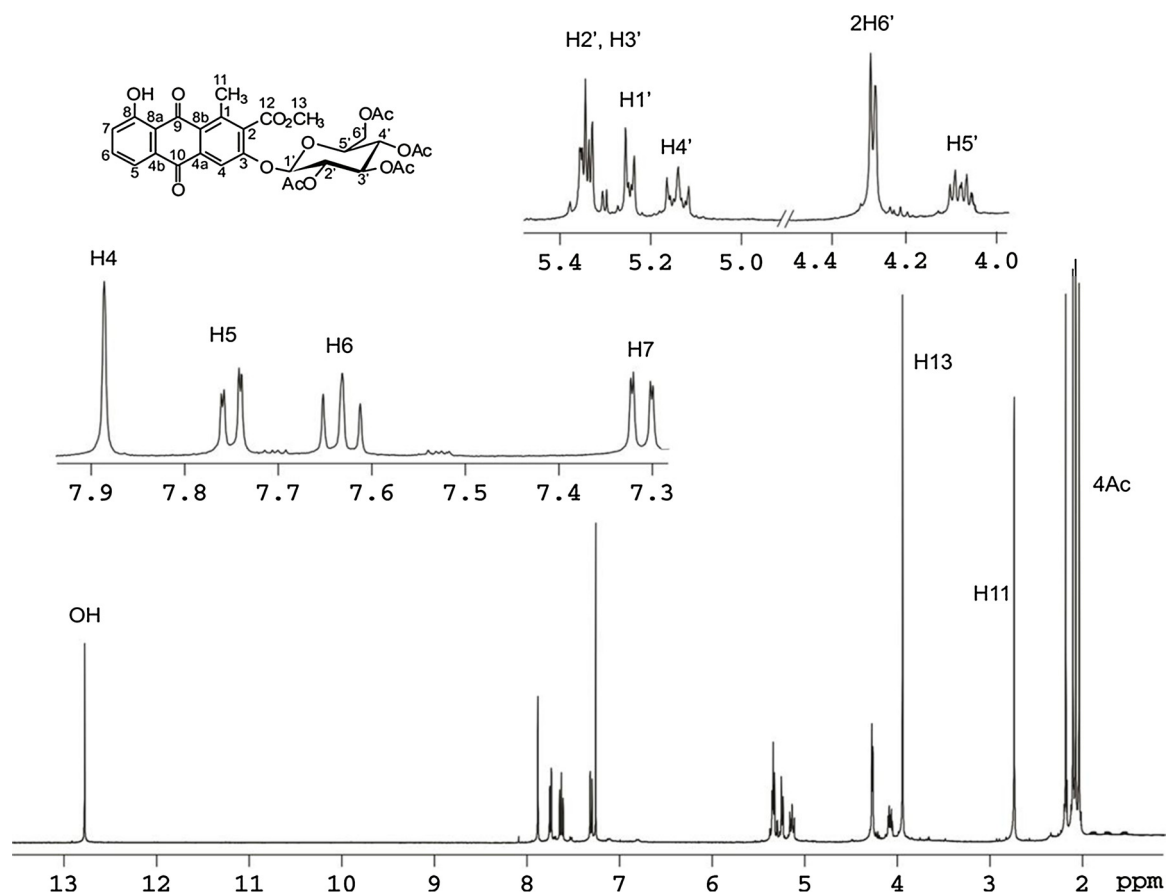 H2', H3'
H1'
H4'
2H6'
H5'
5.4 5.2 5.0 4.4 4.2 4.0
OH O 11 CH₃
8 8a 9 8b 1 12 13
CO₂CH₃
7 2
6 10 3
5 4b 4a 4 O
O
6' OAc
O 5' 4' OAc
1' 2' 3' OAc
AcO
H4
H5
H6
H7
7.9 7.8 7.7 7.6 7.5 7.4 7.3
OH
H13
H11
4Ac
13 12 11 10 9 8 7 6 5 4 3 2 ppm